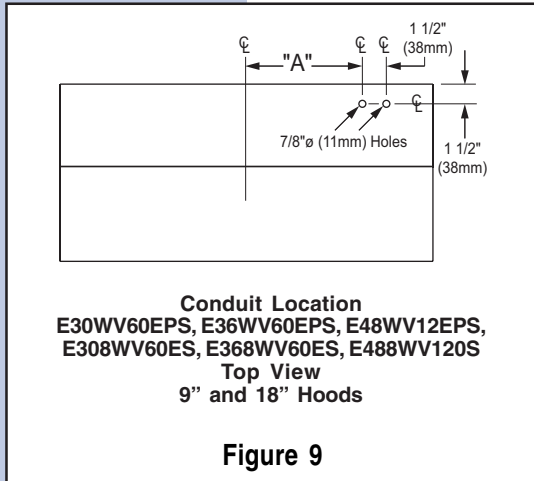 1 1/2"
(38mm)
℄ "A" ℄ ℄
℄
7/8"ø (11mm) Holes
1 1/2"
(38mm)
Conduit Location
E30WV60EPS, E36WV60EPS, E48WV12EPS,
E308WV60ES, E368WV60ES, E488WV120S
Top View
9” and 18” Hoods
Figure 9